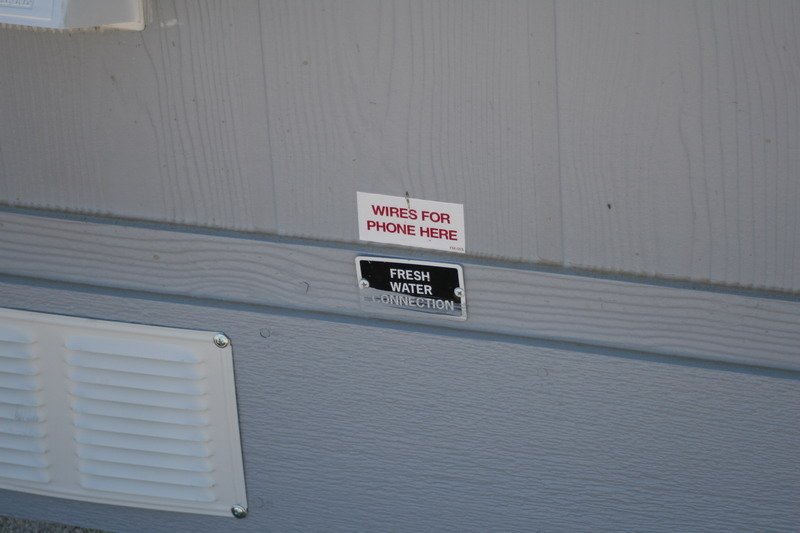 WIRES FOR
PHONE HERE
FRESH
WATER
CONNECTION